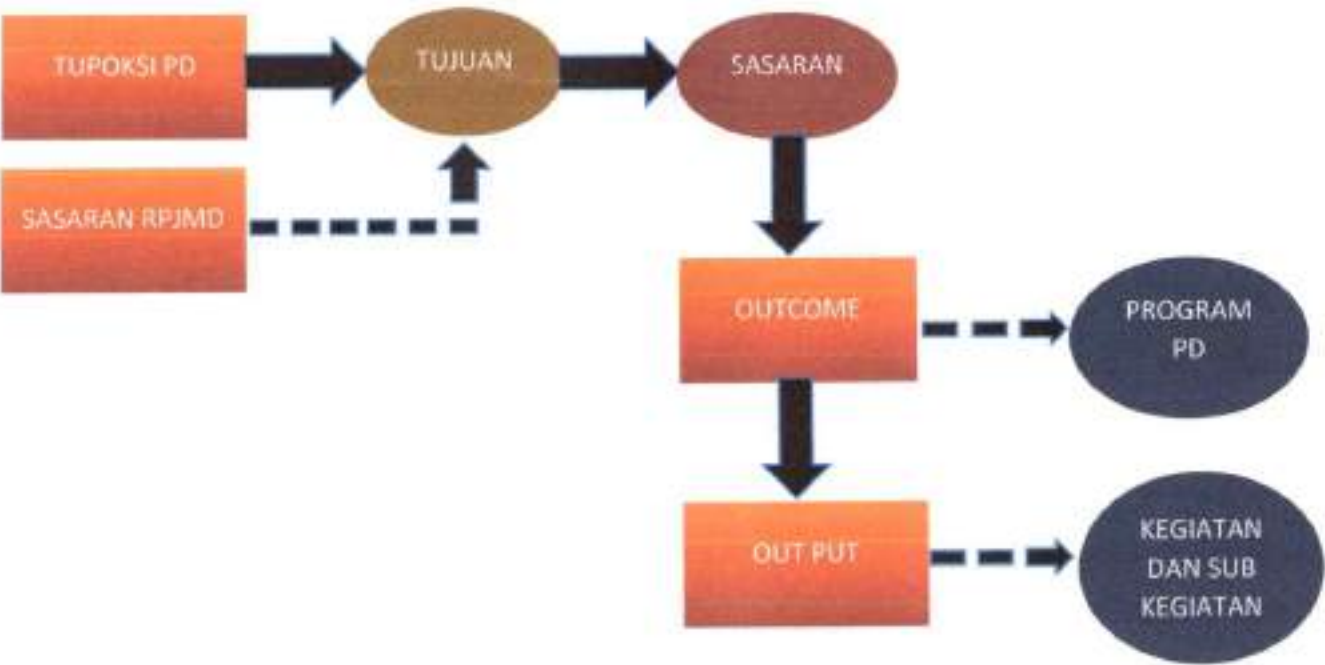 TUPOKSI PD
TUJUAN
SASARAN
SASARAN RPJMD
OUTCOME
PROGRAM
PD
OUT PUT
KEGIATAN
DAN SUB
KEGIATAN